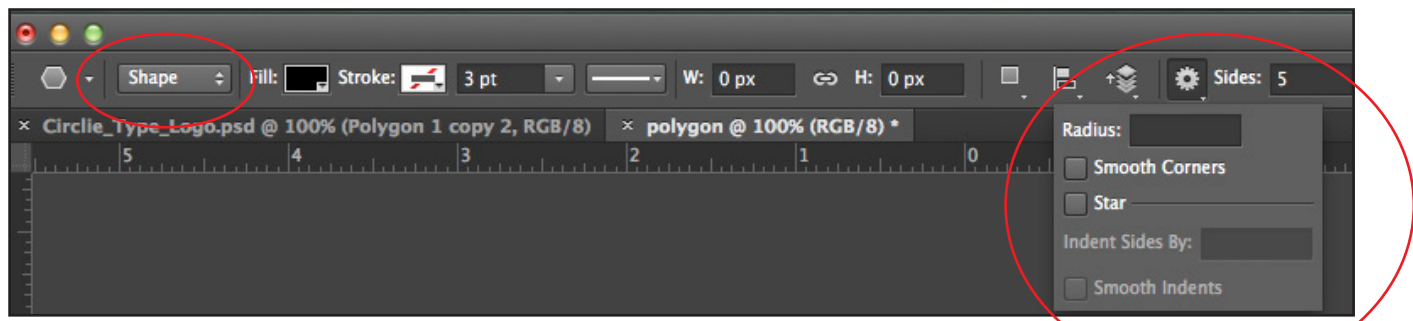 Shape Fill: Stroke: 3 pt W: 0 px H: 0 px Sides: 5
× Circlie_Type_Logo.psd @ 100% (Polygon 1 copy 2, RGB/8) × polygon @ 100% (RGB/8) *
5 4 3 2 1 0
Radius:
Smooth Corners
Star
Indent Sides By:
Smooth Indents